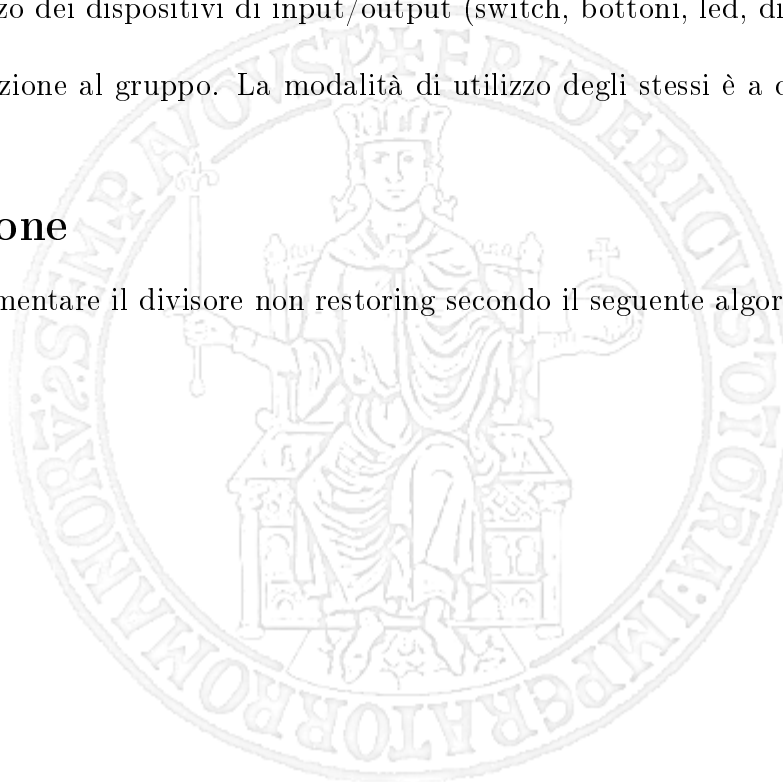 zo dei dispositivi di input/output (switch, bottoni, led, di
zione al gruppo. La modalità di utilizzo degli stessi è a
one
mentare il divisore non restoring secondo il seguente algor